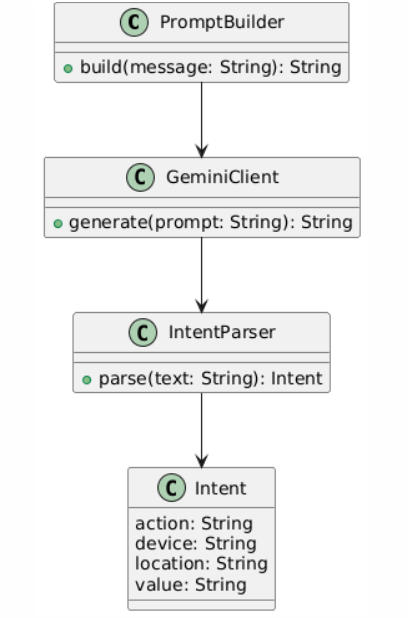 C PromptBuilder
build(message: String): String
C GeminiClient
generate(prompt: String): String
C IntentParser
parse(text: String): Intent
C Intent
action: String
device: String
location: String
value: String